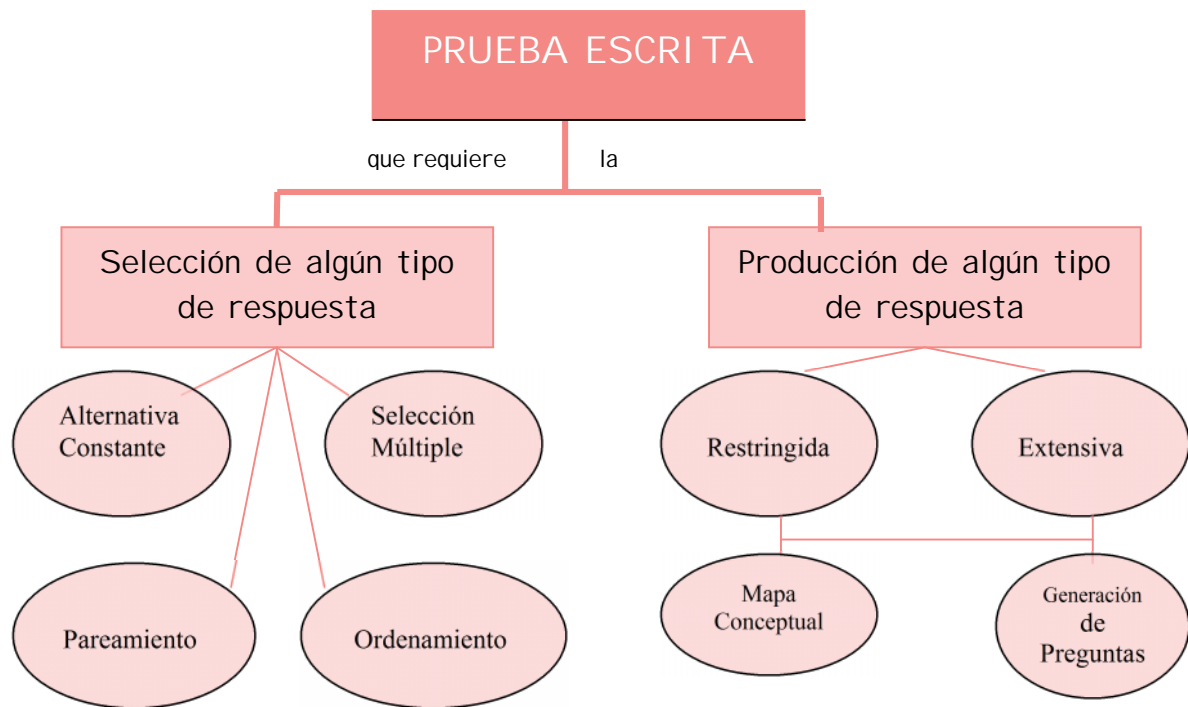 PRUEBA ESCRITA
que requiere la
Selección de algún tipo
de respuesta
Producción de algún tipo
de respuesta
Alternativa
Constante
Selección
Múltiple
Restringida
Extensiva
Pareamiento
Ordenamiento
Mapa
Conceptual
Generación
de
Preguntas